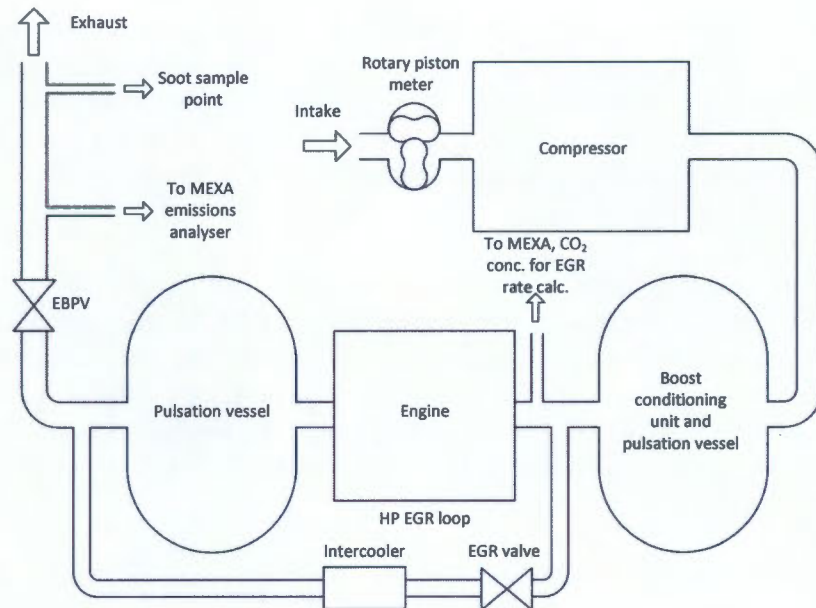 Exhaust
Soot sample
point
Rotary piston
meter
Intake
Compressor
To MEXA
emissions
analyser
To MEXA, CO₂
conc. for EGR
rate calc.
EBPV
Pulsation vessel
Engine
Boost
conditioning
unit and
pulsation vessel
HP EGR loop
Intercooler
EGR valve